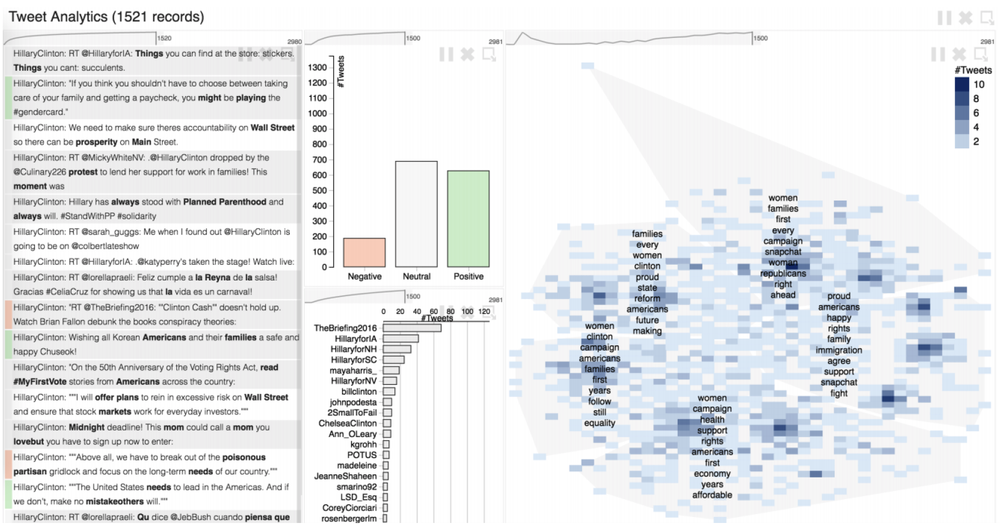 Tweet Analytics (1521 records)
1520
2980
HillaryClinton: RT @HillaryforIA: Things you can find at the store: stickers.
Things you cant: succulents.
HillaryClinton: "If you think you shouldn't have to choose between taking
care of your family and getting a paycheck, you might be playing the
#gendercard."
HillaryClinton: We need to make sure theres accountability on Wall Street
so there can be prosperity on Main Street.
HillaryClinton: RT @MickyWhiteNV: .@HillaryClinton dropped by the
@Culinary226 protest to lend her support for work in families! This
moment was
HillaryClinton: Hillary has always stood with Planned Parenthood and
always will. #StandWithPP #solidarity
HillaryClinton: RT @sarah_guggs: Me when I found out @HillaryClinton is
going to be on @colbertlateshow
HillaryClinton: RT @HillaryforIA: .@katyperry's taken the stage! Watch live:
HillaryClinton: RT @lorellapraeli: Feliz cumple a la Reyna de la salsa!
Gracias #CeliaCruz for showing us that la vida es un carnaval!
HillaryClinton: "RT @TheBriefing2016: ""Clinton Cash"" doesn't hold up.
Watch Brian Fallon debunk the books conspiracy theories:
HillaryClinton: Wishing all Korean Americans and their families a safe and
happy Chuseok!
HillaryClinton: "On the 50th Anniversary of the Voting Rights Act, read
#MyFirstVote stories from Americans across the country:
HillaryClinton: """I will offer plans to rein in excessive risk on Wall Street
and ensure that stock markets work for everyday investors."""
HillaryClinton: Midnight deadline! This mom could call a mom you
lovebut you have to sign up now to enter:
HillaryClinton: """Above all, we have to break out of the poisonous
partisan gridlock and focus on the long-term needs of our country."""
HillaryClinton: """The United States needs to lead in the Americas. And if
we don't, make no mistakeothers will."""
HillaryClinton: RT @lorellapraeli: Qu dice @JebBush cuando piensa que
1500
2981
#Tweets
1300
1200
1100
1000
900
800
700
600
500
400
300
200
100
0
Negative
Neutral
Positive
1500
2981
0 20 40 60 80 100 120
#Tweets
TheBriefing2016
HillaryforIA
HillaryforNH
HillaryforSC
mayaharris_
HillaryforNV
billclinton
johnpodesta
2SmallToFail
ChelseaClinton
Ann_OLeary
kgrohh
POTUS
madeleine
JeanneShaheen
smarino92
LSD_Esq
CoreyCiorciari
rosenbergerlm
1500
2981
#Tweets
10
8
6
4
2
women
families
first
every
campaign
snapchat
woman
republicans
right
ahead
families
every
women
clinton
proud
state
reform
americans
future
making
proud
americans
happy
rights
family
immigration
agree
support
snapchat
fight
women
clinton
campaign
americans
families
first
years
follow
still
equality
women
campaign
health
support
rights
americans
first
economy
years
affordable